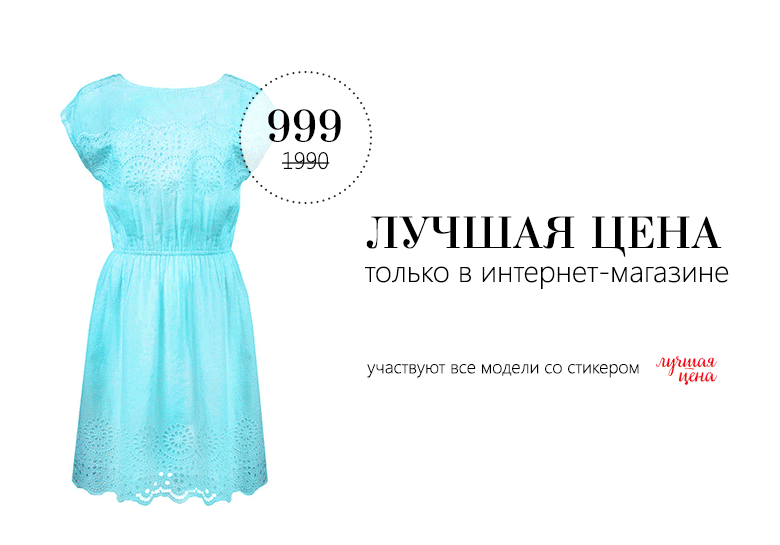 999
1990
ЛУЧШАЯ ЦЕНА
только в интернет-магазине
участвуют все модели со стикером
лучшая
цена